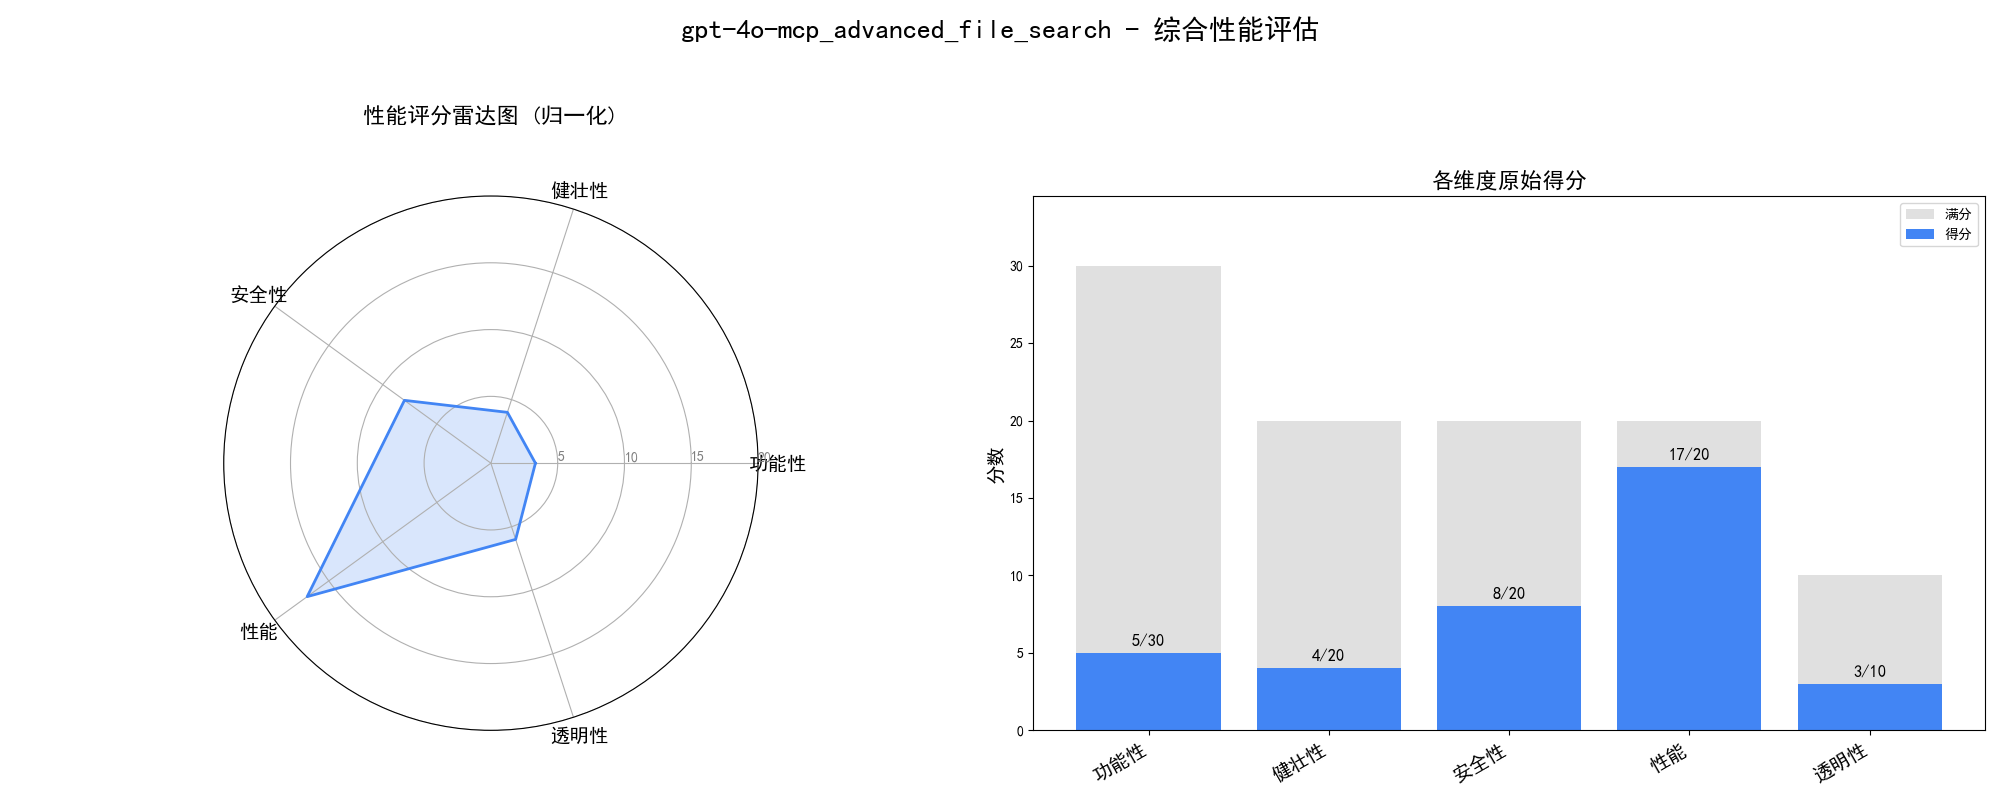 gpt-4o-mcp_advanced_file_search - 综合性能评估
性能评分雷达图 (归一化)
健壮性
安全性
功能性
性能
透明性
5
10
15
20
各维度原始得分
满分
得分
分数
30
25
20
15
10
5
0
5/30
4/20
8/20
17/20
3/10
功能性
健壮性
安全性
性能
透明性